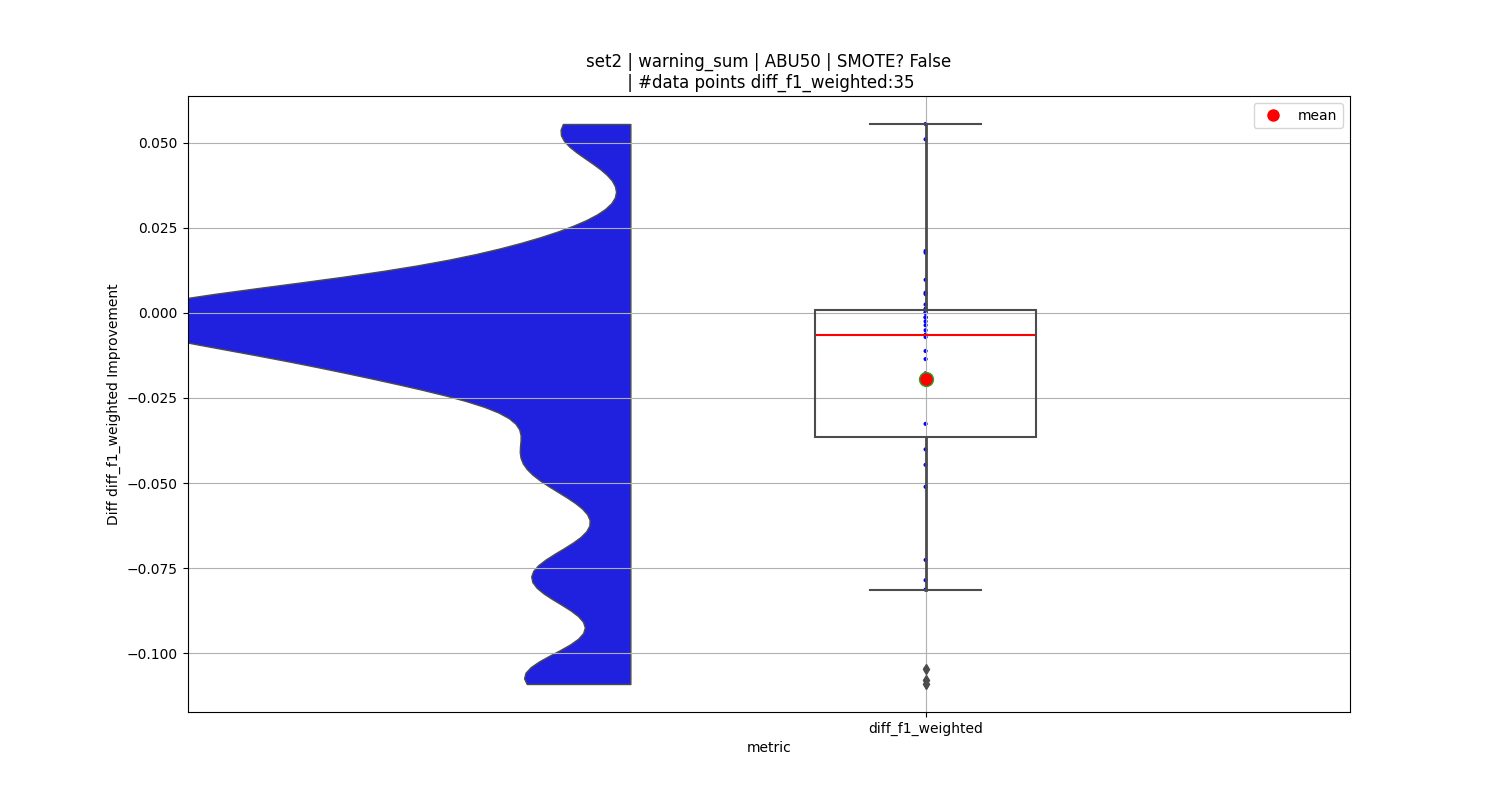 set2 | warning_sum | ABU50 | SMOTE? False
| #data points diff_f1_weighted:35
mean
0.050
0.025
0.000
−0.025
−0.050
−0.075
−0.100
Diff diff_f1_weighted Improvement
diff_f1_weighted
metric